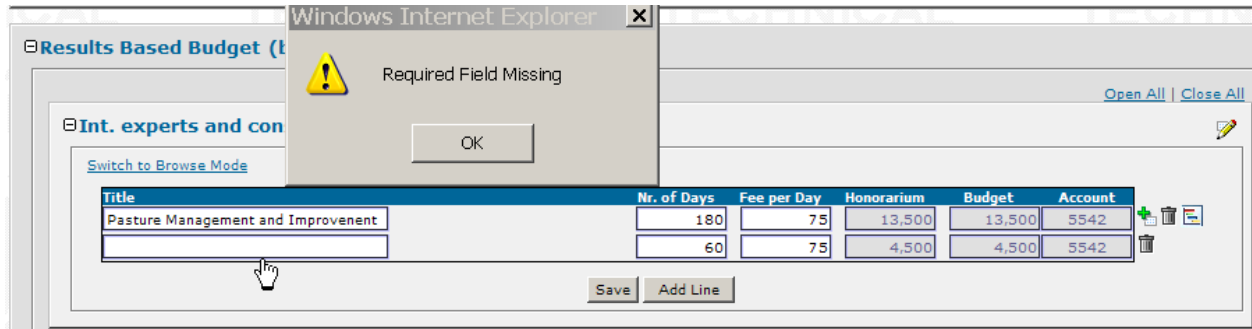 Windows Internet Explorer
Results Based Budget (b
Required Field Missing
Open All | Close All
Int. experts and con
OK
Switch to Browse Mode
Title Nr. of Days Fee per Day Honorarium Budget Account
Pasture Management and Improvenent 180 75 13,500 13,500 5542
60 75 4,500 4,500 5542
Save Add Line